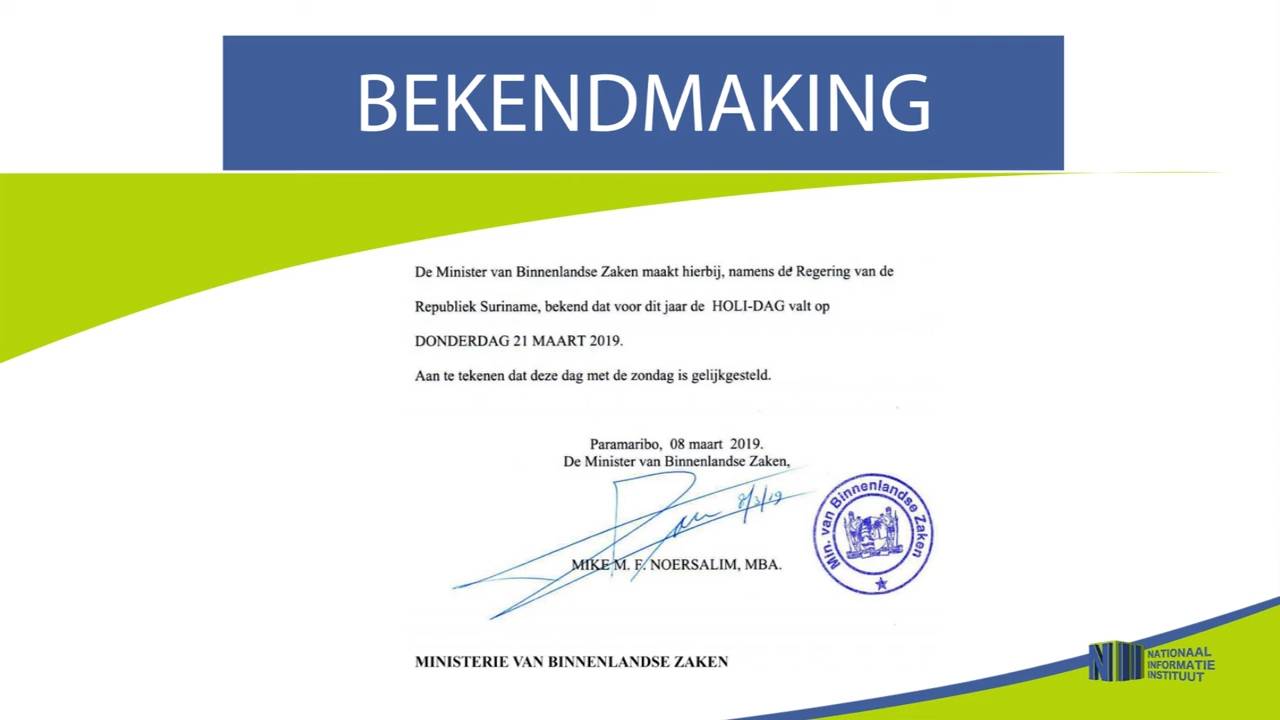 BEKENDMAKING
De Minister van Binnenlandse Zaken maakt hierbij, namens de Regering van de
Republiek Suriname, bekend dat voor dit jaar de HOLI-DAG valt op
DONDERDAG 21 MAART 2019.
Aan te tekenen dat deze dag met de zondag is gelijkgesteld.
Paramaribo, 08 maart 2019.
De Minister van Binnenlandse Zaken,
8/3/19
Min. van Binnenlandse Zaken
MIKE M. F. NOERSALIM, MBA.
MINISTERIE VAN BINNENLANDSE ZAKEN
NII NATIONAAL
INFORMATIE
INSTITUUT